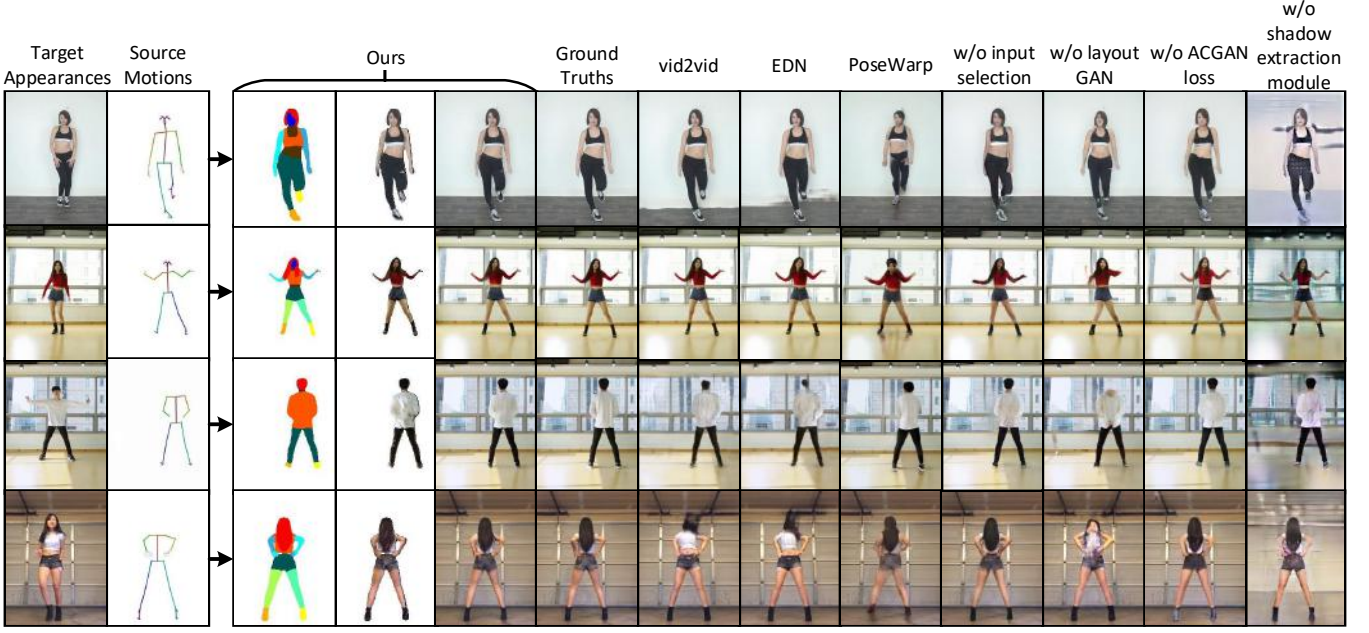 Target
Appearances
Source
Motions
Ours
Ground
Truths
vid2vid
EDN
PoseWarp
w/o input
selection
w/o layout
GAN
w/o ACGAN
loss
w/o
shadow
extraction
module